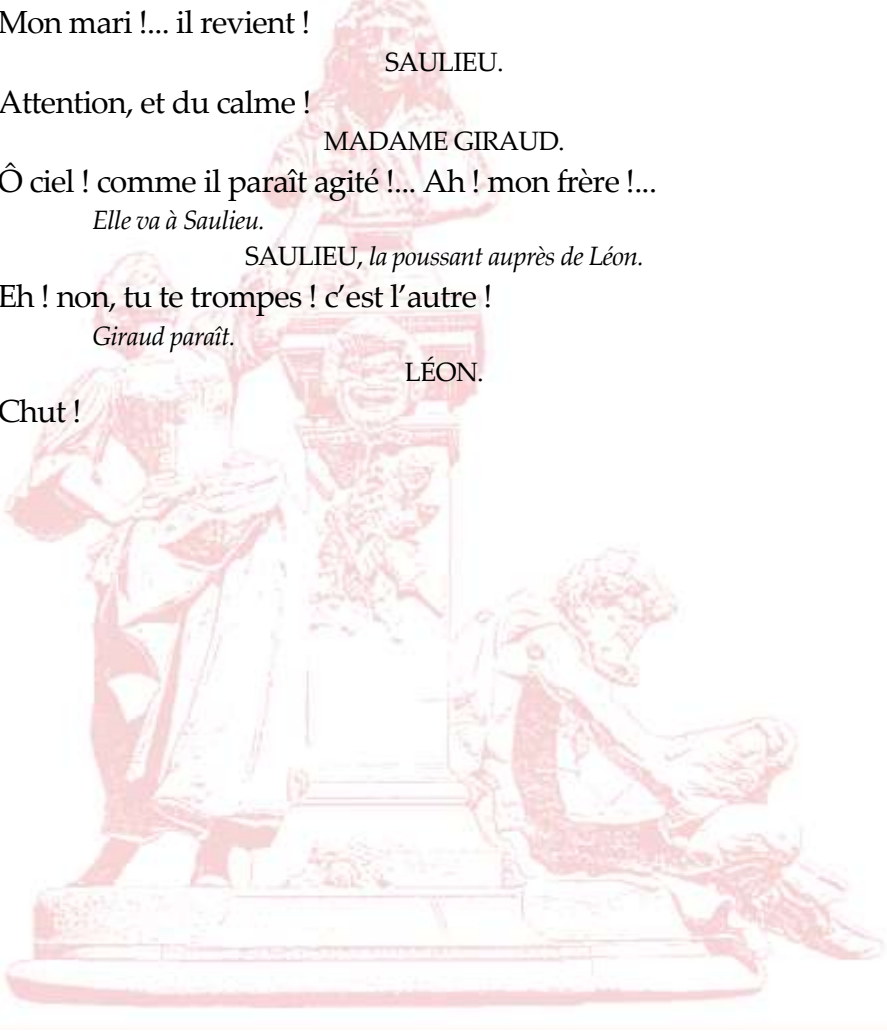 Mon mari !... il revient !
SAULIEU.
Attention, et du calme !
MADAME GIRAUD.
Ô ciel ! comme il paraît agité !... Ah ! mon frère !...
Elle va à Saulieu.
SAULIEU, la poussant auprès de Léon.
Eh ! non, tu te trompes ! c’est l’autre !
Giraud paraît.
LÉON.
Chut !